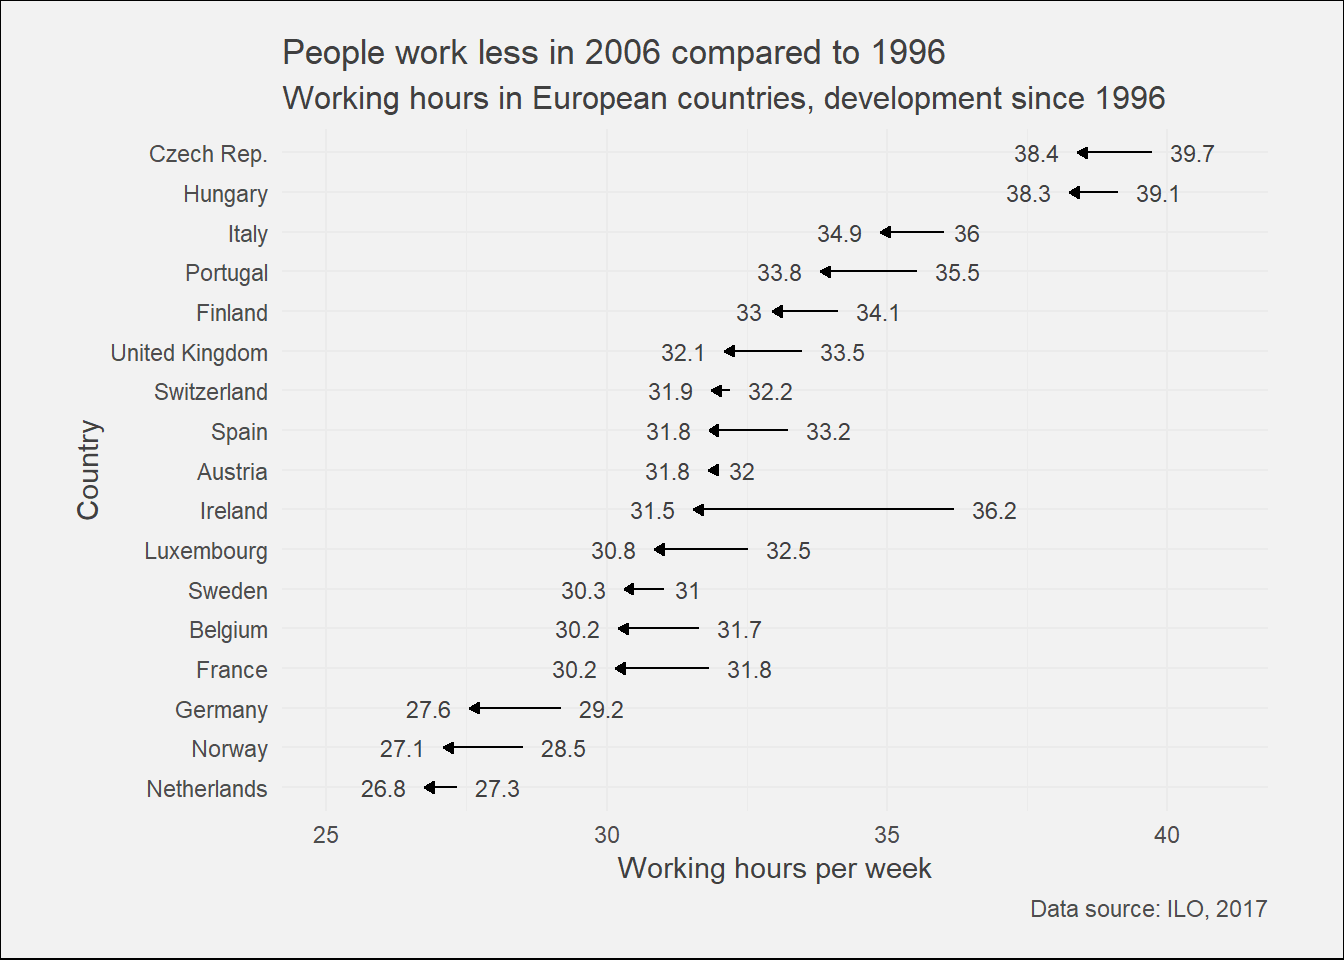 People work less in 2006 compared to 1996
Working hours in European countries, development since 1996
Czech Rep. 38.4 39.7
Hungary 38.3 39.1
Italy 34.9 36
Portugal 33.8 35.5
Finland 33 34.1
United Kingdom 32.1 33.5
Switzerland 31.9 32.2
Spain 31.8 33.2
Austria 31.8 32
Ireland 31.5 36.2
Luxembourg 30.8 32.5
Sweden 30.3 31
Belgium 30.2 31.7
France 30.2 31.8
Germany 27.6 29.2
Norway 27.1 28.5
Netherlands 26.8 27.3
Country
25 30 35 40
Working hours per week
Data source: ILO, 2017